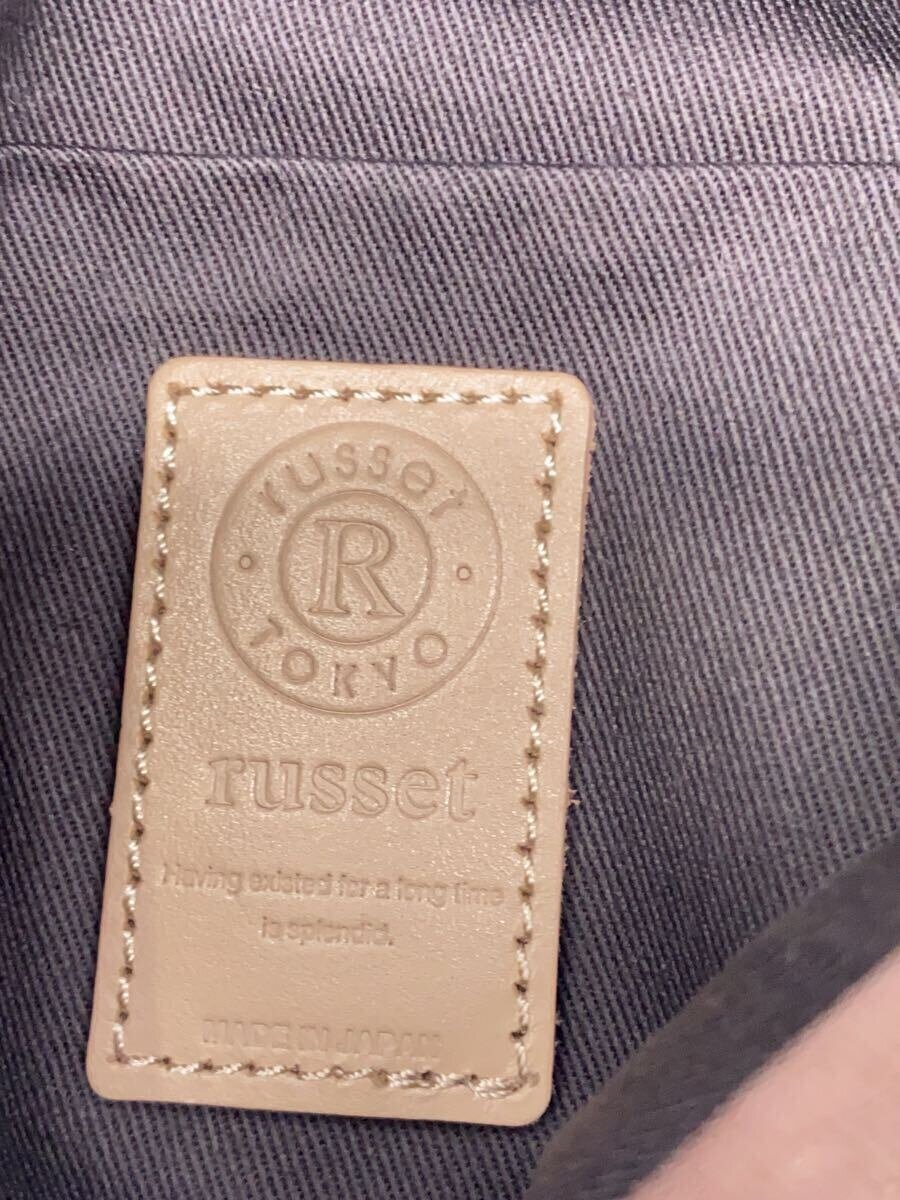 russet
R
TOKYO
russet
Having existed for a long time
is splendid.
MADE IN JAPAN